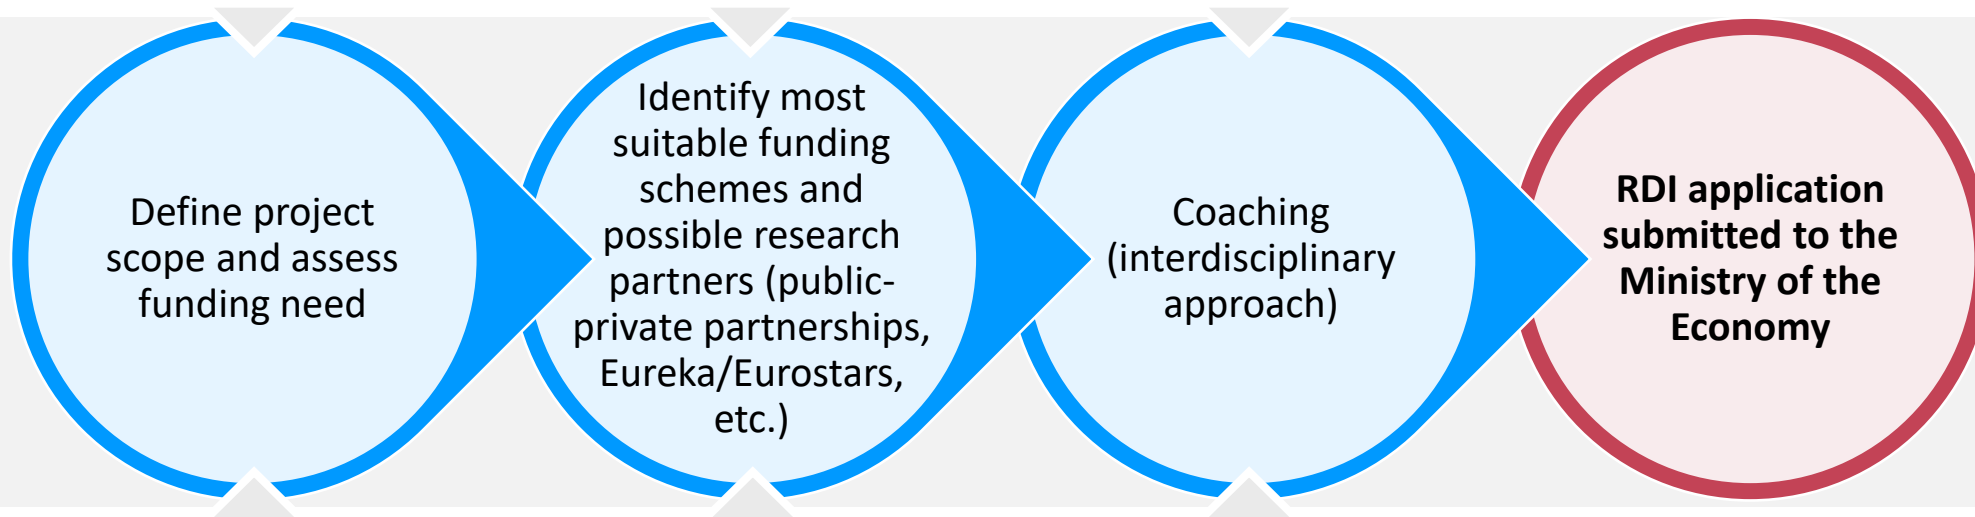 Define project
scope and assess
funding need
Identify most
suitable funding
schemes and
possible research
partners (public-
private partnerships,
Eureka/Eurostars,
etc.)
Coaching
(interdisciplinary
approach)
RDI application
submitted to the
Ministry of the
Economy